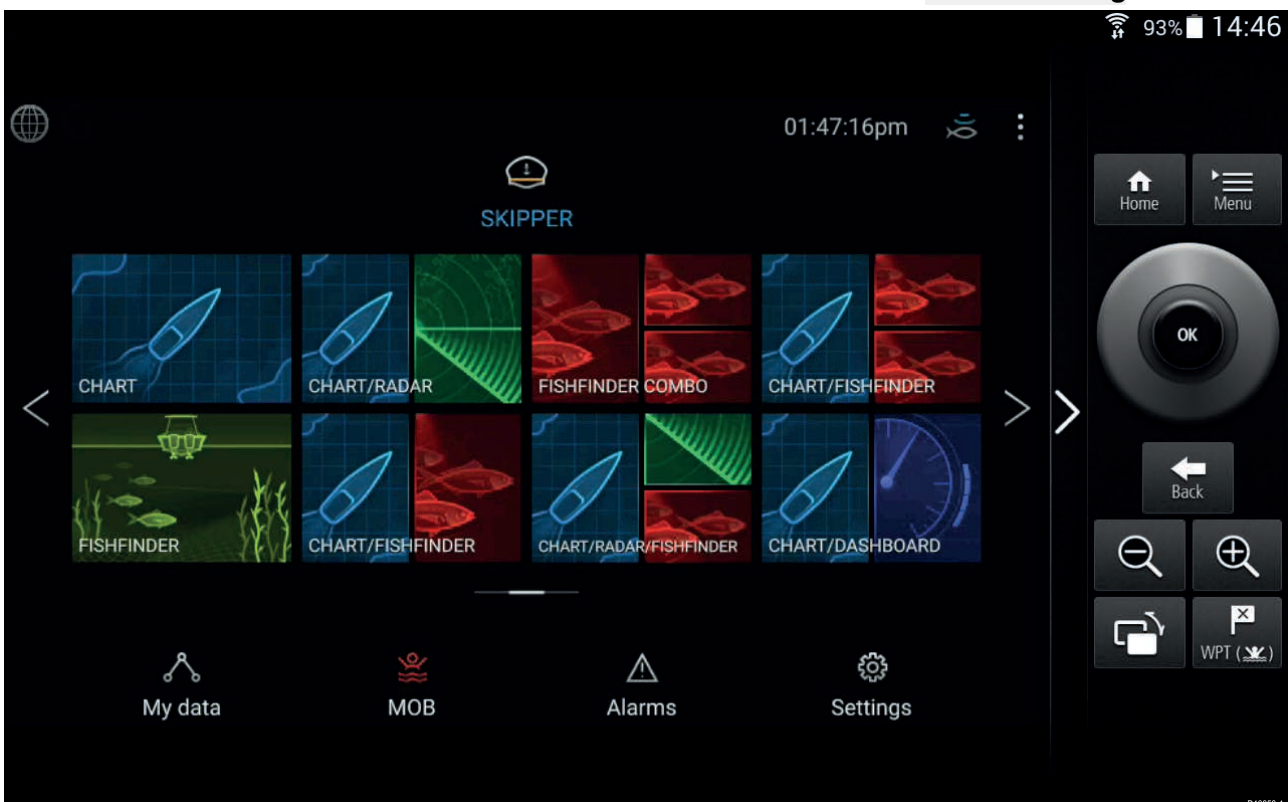 93% 14:46
01:47:16pm
SKIPPER
CHART
CHART/RADAR
FISHFINDER COMBO
CHART/FISHFINDER
FISHFINDER
CHART/FISHFINDER
CHART/RADAR/FISHFINDER
CHART/DASHBOARD
My data
MOB
Alarms
Settings
Home
Menu
OK
Back
WPT ( )